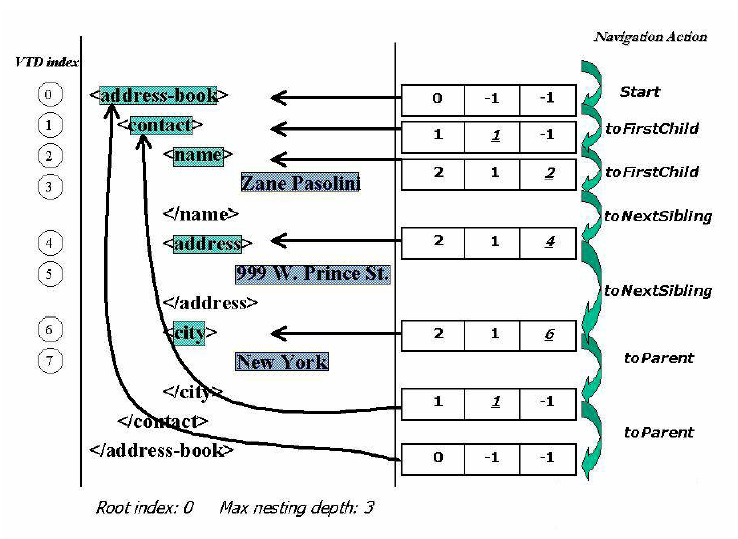 Navigation Action
VTD index
0 <address-book> 0 -1 -1 Start
1 <contact> 1 1 -1 toFirstChild
2 <name> 2 1 2 toFirstChild
3 Zane Pasolini
</name> toNextSibling
4 <address> 2 1 4
5 999 W. Prince St.
toNextSibling
</address>
6 <city> 2 1 6
7 New York toParent
</city> 1 1 -1
</contact> toParent
</address-book> 0 -1 -1
Root index: 0 Max nesting depth: 3